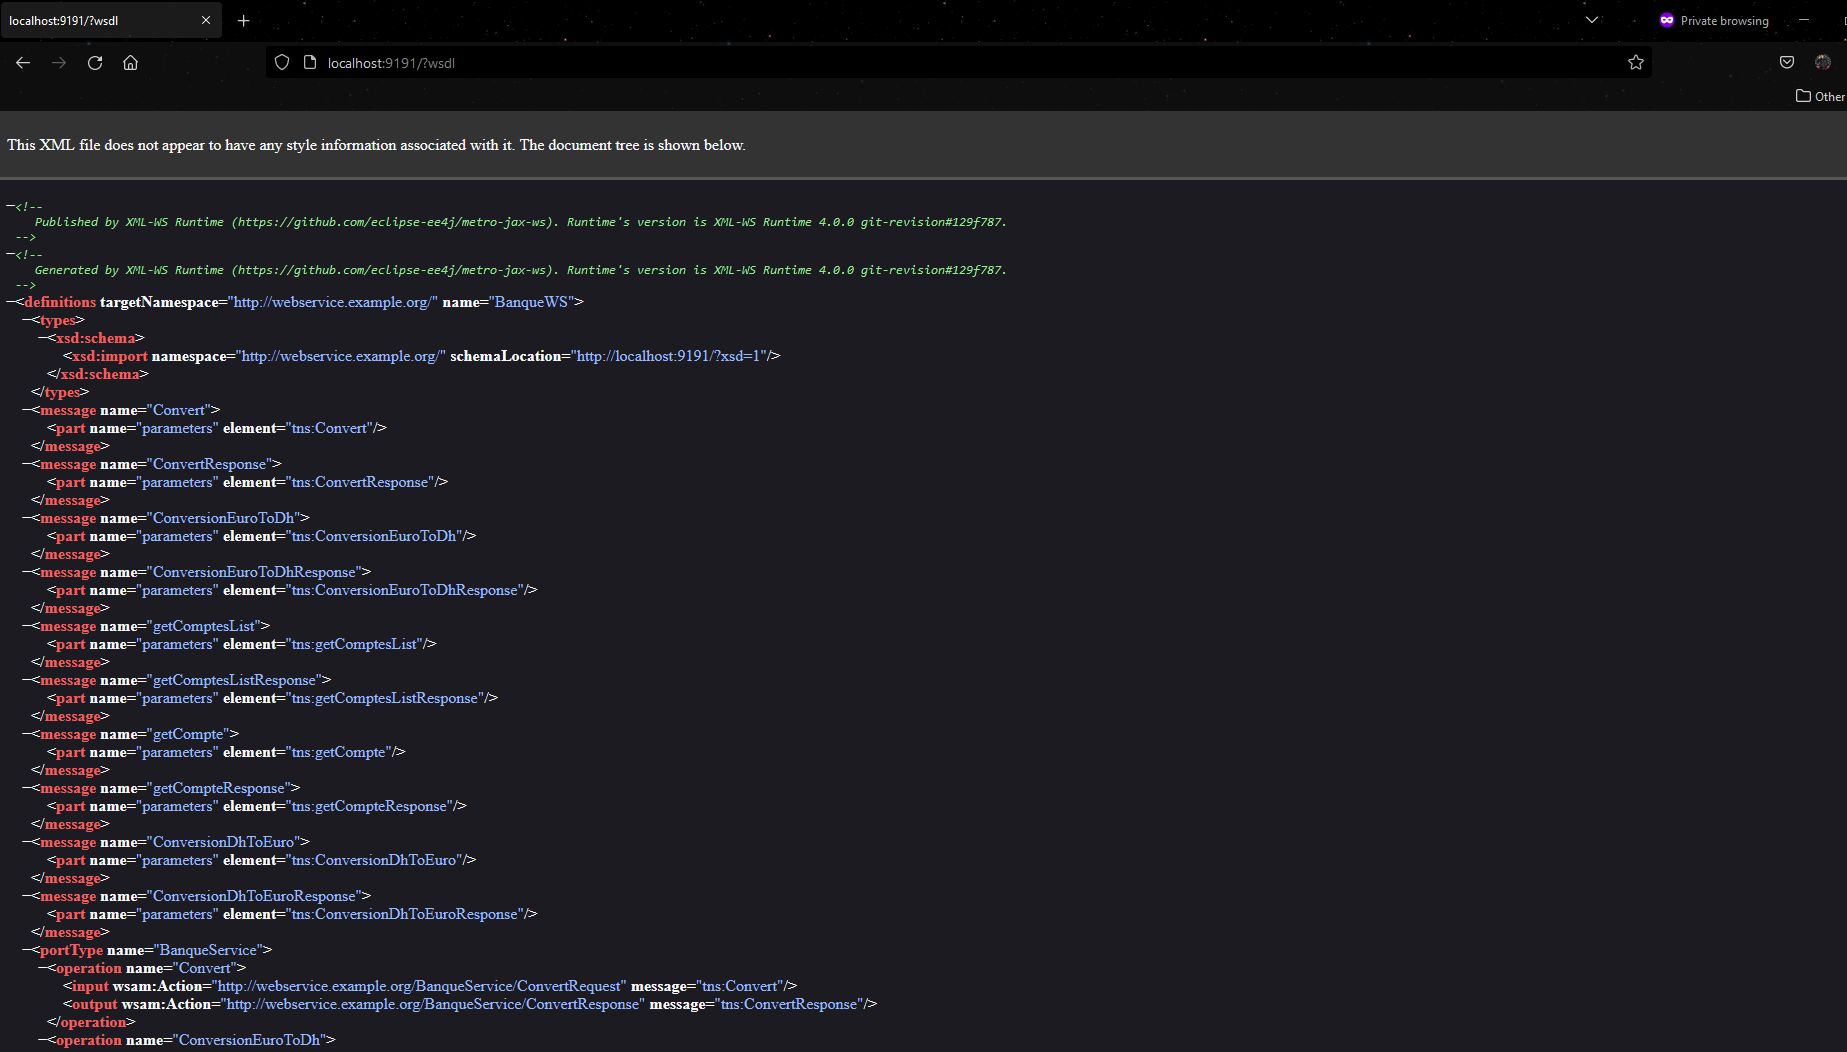 localhost:9191/?wsdl
Private browsing
localhost:9191/?wsdl
Other
This XML file does not appear to have any style information associated with it. The document tree is shown below.
—<!--
Published by XML-WS Runtime (https://github.com/eclipse-ee4j/metro-jax-ws). Runtime's version is XML-WS Runtime 4.0.0 git-revision#129f787.
-->
—<!--
Generated by XML-WS Runtime (https://github.com/eclipse-ee4j/metro-jax-ws). Runtime's version is XML-WS Runtime 4.0.0 git-revision#129f787.
-->
—<definitions targetNamespace="http://webservice.example.org/" name="BanqueWS">
—<types>
—<xsd:schema>
<xsd:import namespace="http://webservice.example.org/" schemaLocation="http://localhost:9191/?xsd=1"/>
</xsd:schema>
</types>
—<message name="Convert">
<part name="parameters" element="tns:Convert"/>
</message>
—<message name="ConvertResponse">
<part name="parameters" element="tns:ConvertResponse"/>
</message>
—<message name="ConversionEuroToDh">
<part name="parameters" element="tns:ConversionEuroToDh"/>
</message>
—<message name="ConversionEuroToDhResponse">
<part name="parameters" element="tns:ConversionEuroToDhResponse"/>
</message>
—<message name="getComptesList">
<part name="parameters" element="tns:getComptesList"/>
</message>
—<message name="getComptesListResponse">
<part name="parameters" element="tns:getComptesListResponse"/>
</message>
—<message name="getCompte">
<part name="parameters" element="tns:getCompte"/>
</message>
—<message name="getCompteResponse">
<part name="parameters" element="tns:getCompteResponse"/>
</message>
—<message name="ConversionDhToEuro">
<part name="parameters" element="tns:ConversionDhToEuro"/>
</message>
—<message name="ConversionDhToEuroResponse">
<part name="parameters" element="tns:ConversionDhToEuroResponse"/>
</message>
—<portType name="BanqueService">
—<operation name="Convert">
<input wsam:Action="http://webservice.example.org/BanqueService/ConvertRequest" message="tns:Convert"/>
<output wsam:Action="http://webservice.example.org/BanqueService/ConvertResponse" message="tns:ConvertResponse"/>
</operation>
—<operation name="ConversionEuroToDh">